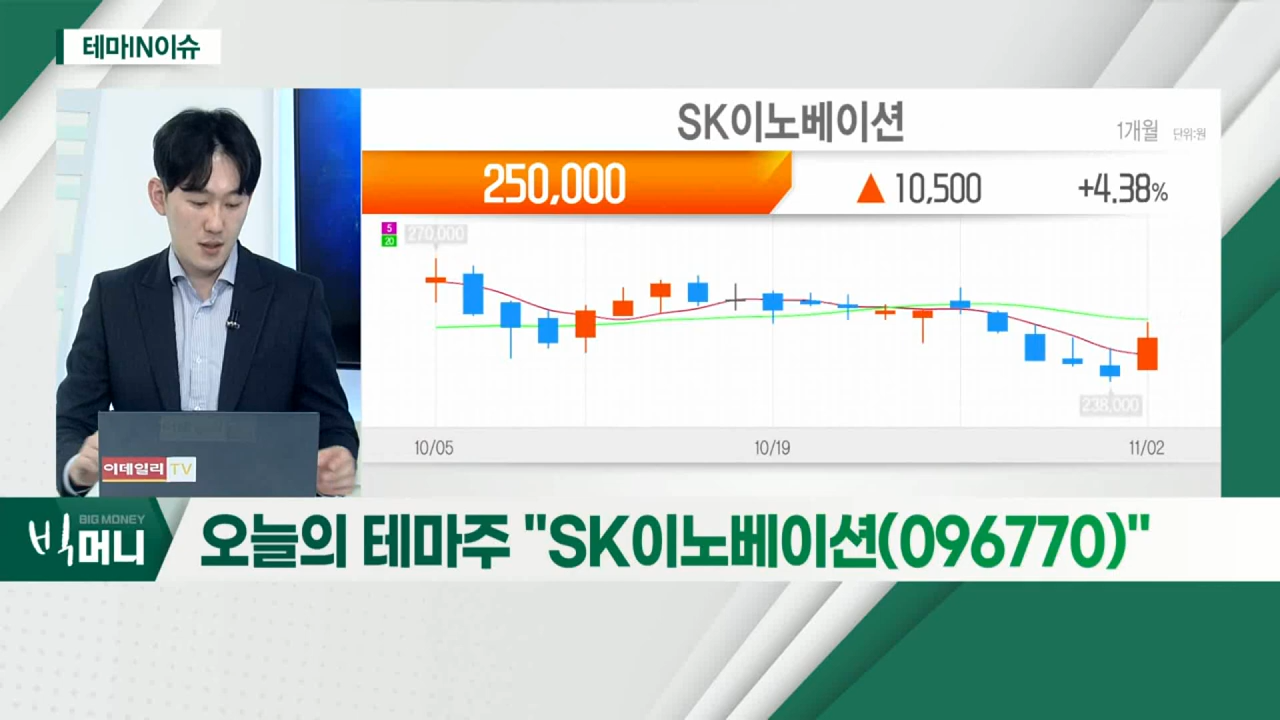 테마IN이슈
SK이노베이션
1개월 단위:원
250,000 ▲ 10,500 +4.38%
5
20
270,000
238,000
10/05 10/19 11/02
이데일리TV
BIG MONEY
빅머니
오늘의 테마주 "SK이노베이션(096770)"